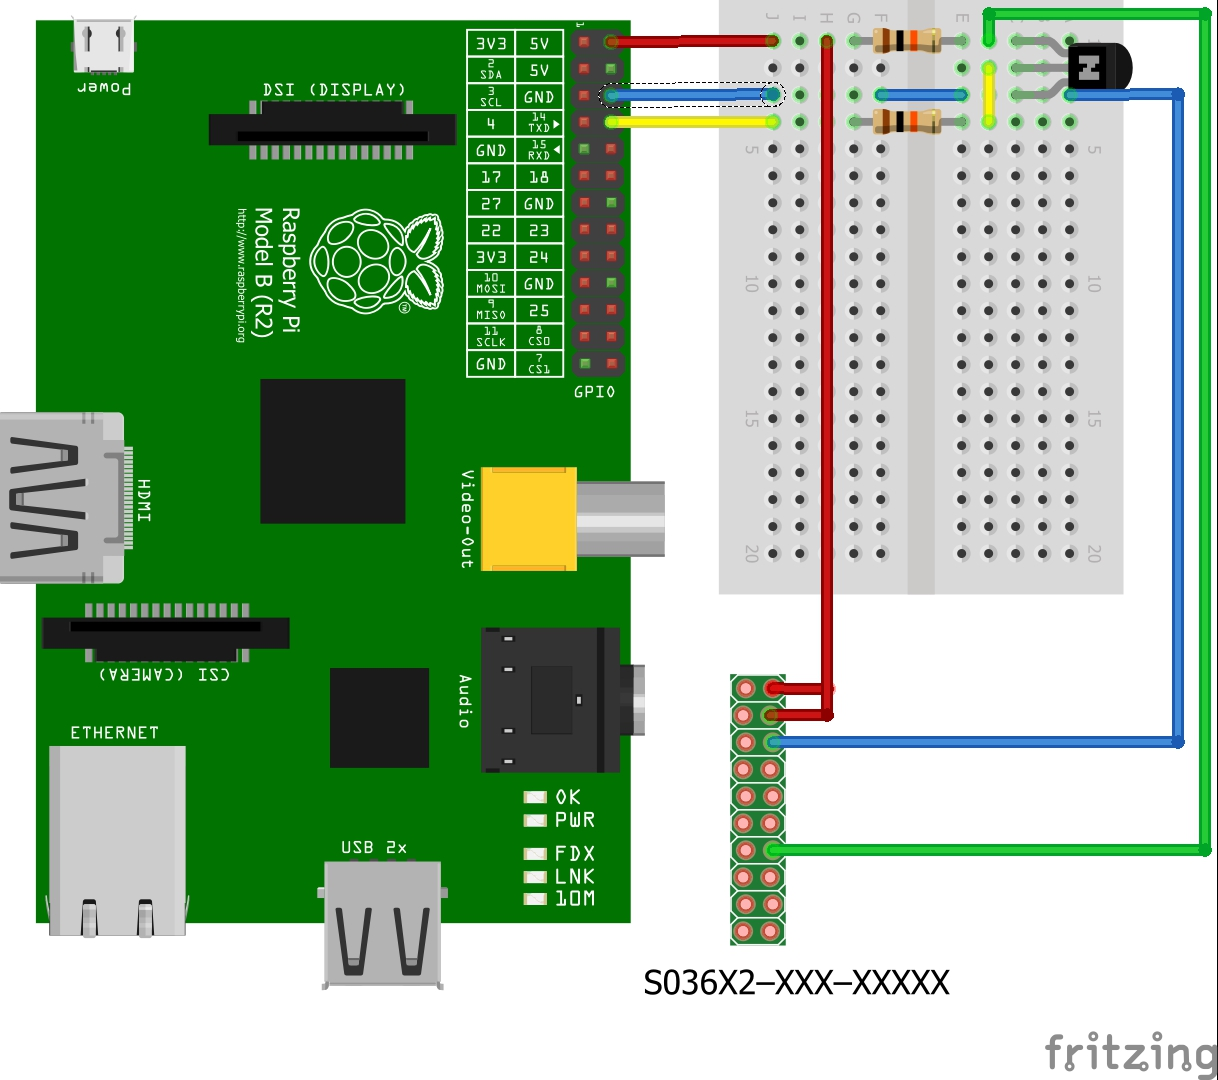 Power
DSI (DISPLAY)
Raspberry Pi
Model B (R2)
http://www.raspberrypi.org
1
3V3 5V
2 SDA 5V
3 SCL GND
4 14 TXD
GND 15 RXD
17 18
27 GND
22 23
3V3 24
10 MOSI GND
9 MISO 25
11 SCLK 8 CS0
GND 7 CS1
GPIO
HDMI
Video-Out
CSI (CAMERA)
Audio
ETHERNET
USB 2x
OK
PWR
FDX
LNK
10M
J I H G F E
5 5
10 10
15 15
20 20
N
S036X2–XXX–XXXXX
fritzing